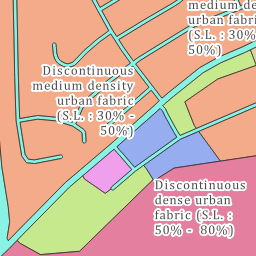 medium de
urban fabric
(S.L. : 30%
50%)
Discontinuous
medium density
urban fabric
(S.L. : 30% -
50%)
Discontinuous
dense urban
fabric (S.L. :
50% - 80%)